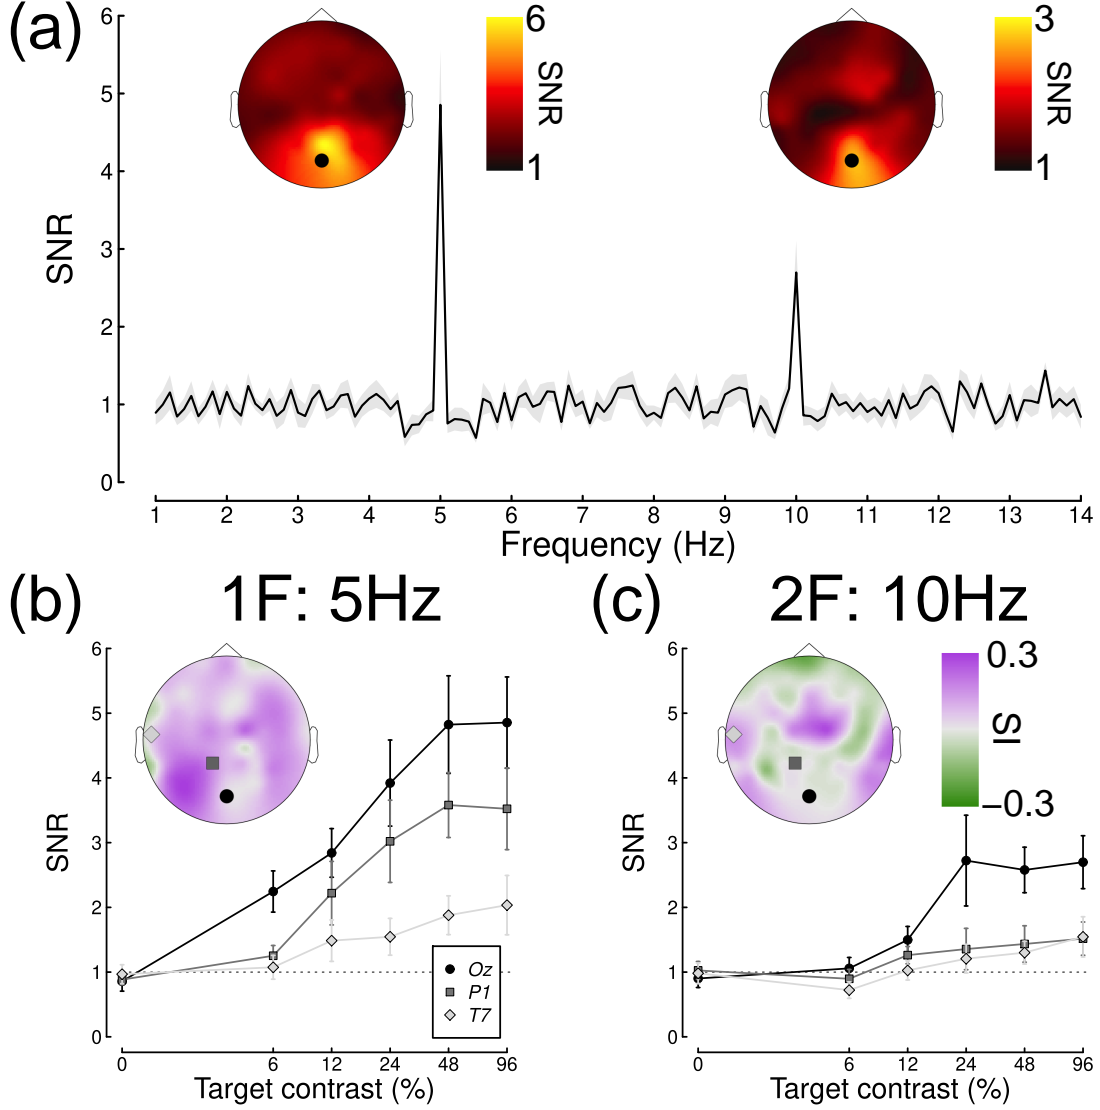 (a)
6
5
4
3
2
1
0
SNR
6
SNR
1
3
SNR
1
1 2 3 4 5 6 7 8 9 10 11 12 13 14
Frequency (Hz)
(b) 1F: 5Hz
6
5
4
3
2
1
0
SNR
Oz
P1
T7
0 6 12 24 48 96
Target contrast (%)
(c) 2F: 10Hz
6
5
4
3
2
1
0
SNR
0.3
SI
−0.3
0 6 12 24 48 96
Target contrast (%)